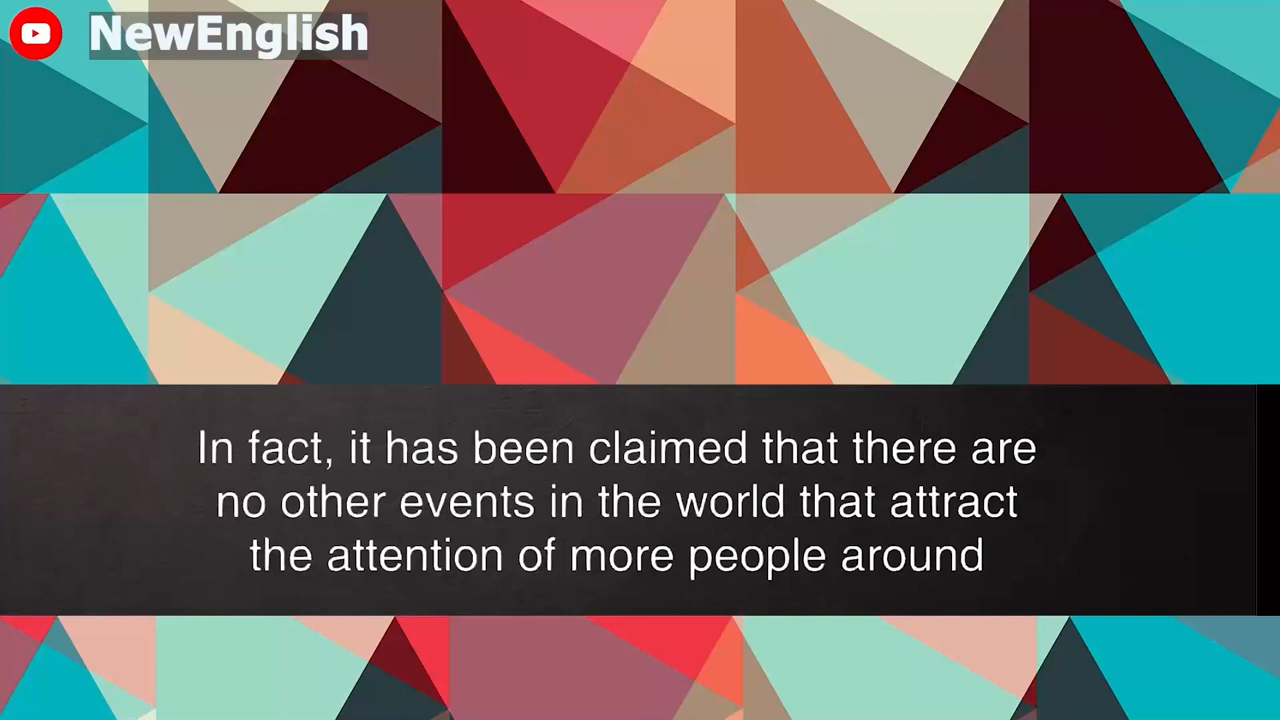 NewEnglish
In fact, it has been claimed that there are
no other events in the world that attract
the attention of more people around